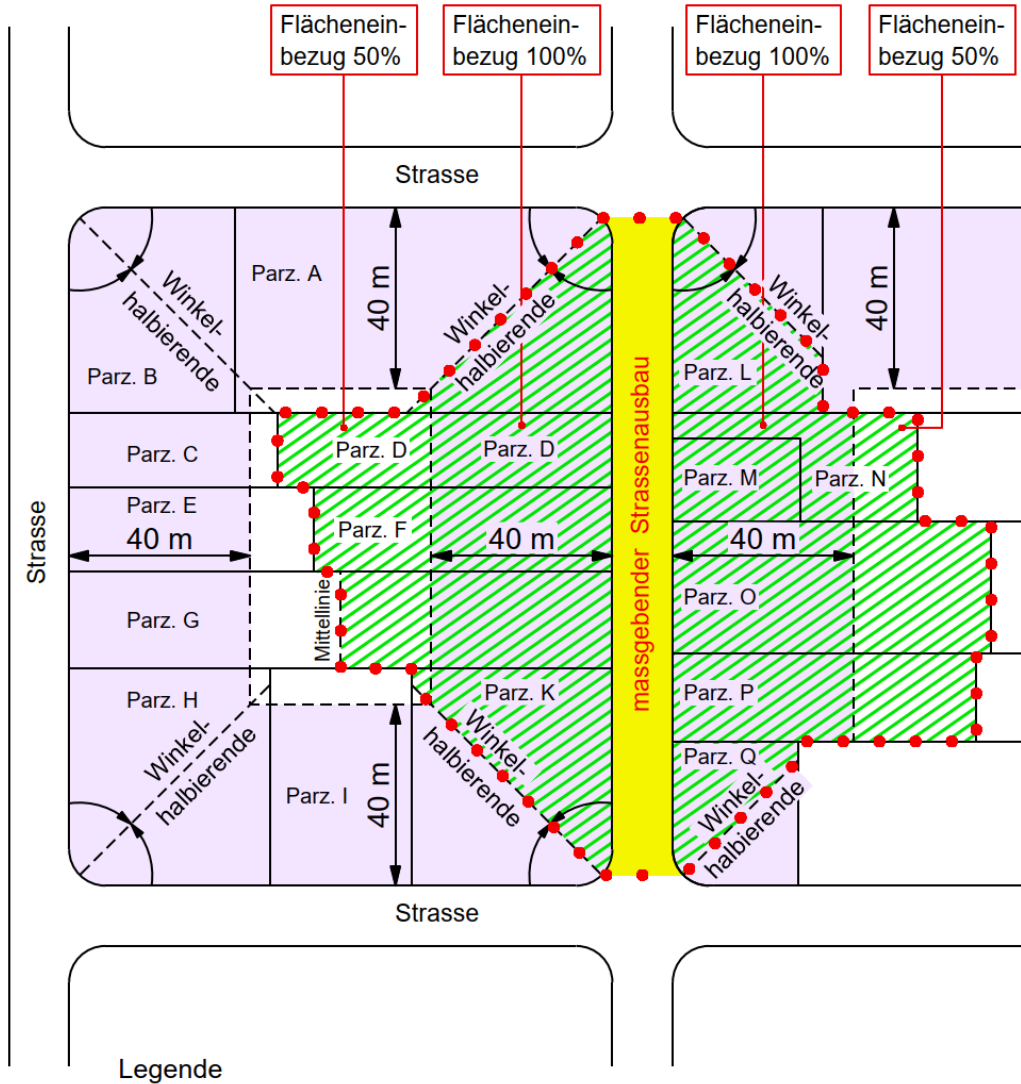 Flächenein-
bezug 50%
Flächenein-
bezug 100%
Flächenein-
bezug 100%
Flächenein-
bezug 50%
Strasse
Parz. A
40 m
Winkel-
halbierende
Winkel-
halbierende
Winkel-
halbierende
40 m
Parz. B
Parz. L
Parz. C
Parz. D
Parz. D
Parz. M
Parz. N
Parz. E
Parz. F
40 m
40 m
40 m
Strasse
massgebender Strassenausbau
Parz. G
Mittellinie
Parz. O
Parz. H
Parz. K
Parz. P
Winkel-
halbierende
Parz. I
40 m
Winkel-
halbierende
Parz. Q
Winkel-
halbierende
Strasse
Legende